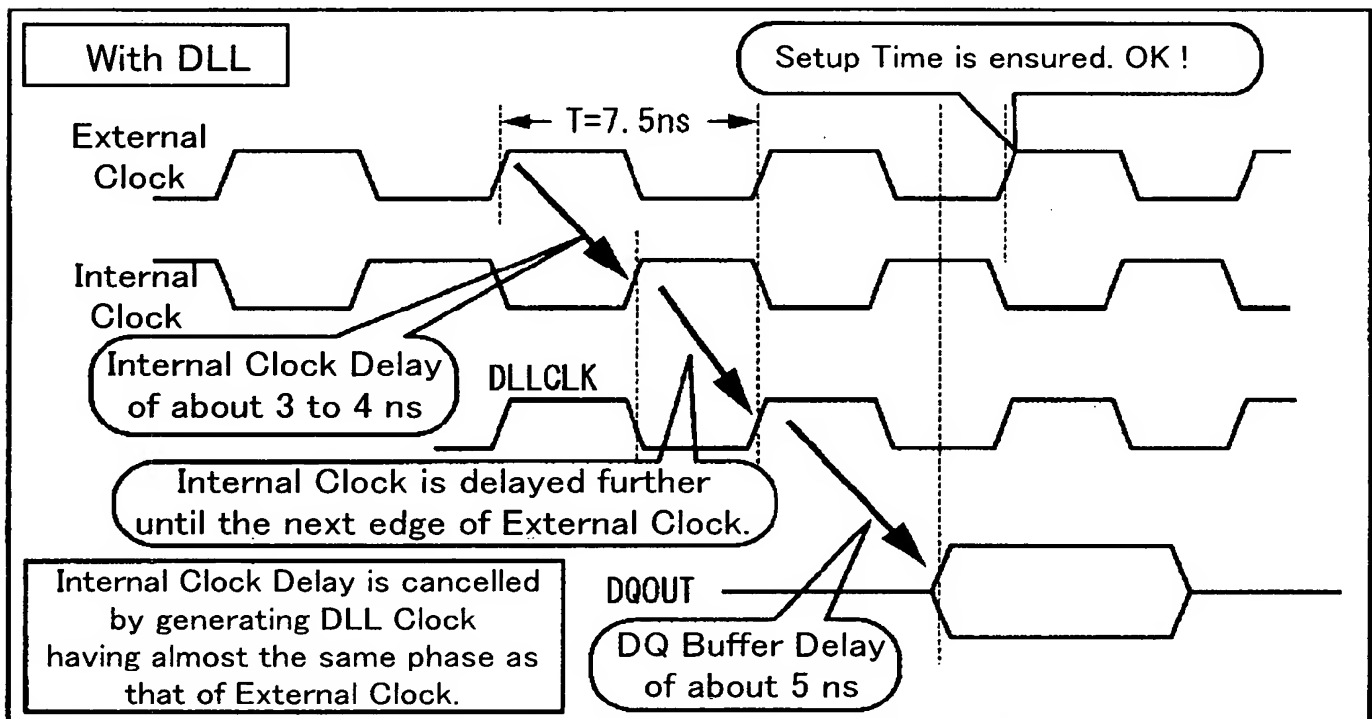 With DLL
Setup Time is ensured. OK !
T=7.5ns
External
Clock
Internal
Clock
Internal Clock Delay
of about 3 to 4 ns
DLLCLK
Internal Clock is delayed further
until the next edge of External Clock.
Internal Clock Delay is cancelled
by generating DLL Clock
having almost the same phase as
that of External Clock.
DQOUT
DQ Buffer Delay
of about 5 ns